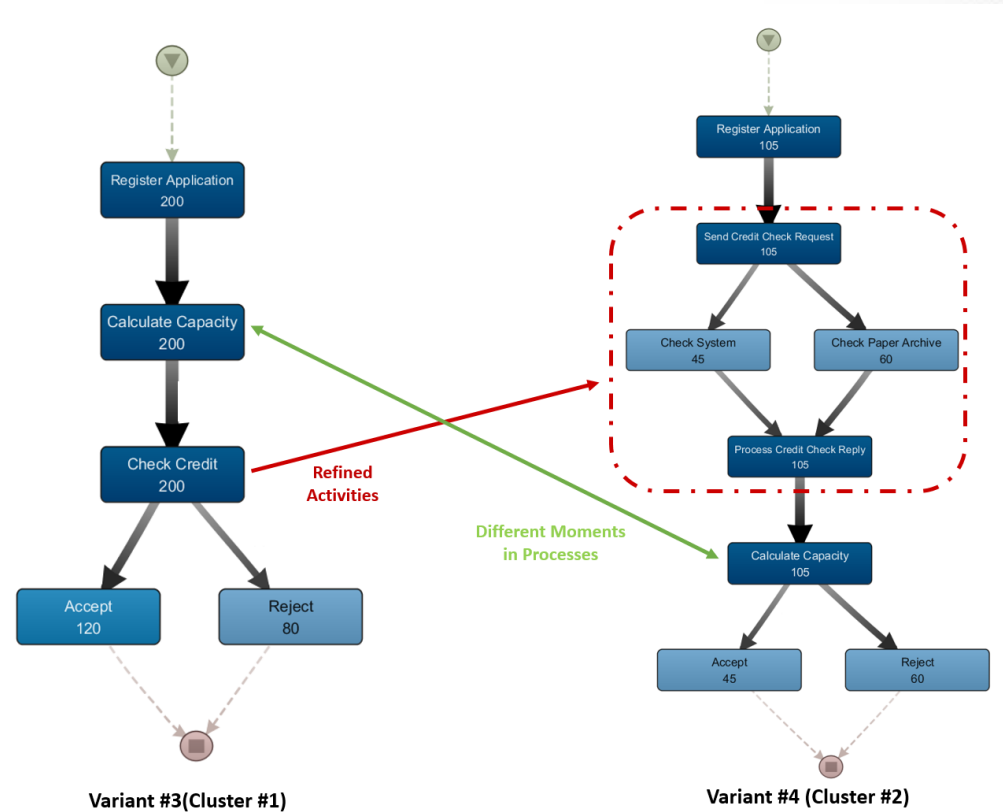 Register Application
200
Calculate Capacity
200
Check Credit
200
Accept
120
Reject
80
Variant #3(Cluster #1)
Refined
Activities
Different Moments
in Processes
Register Application
105
Send Credit Check Request
105
Check System
45
Check Paper Archive
60
Process Credit Check Reply
105
Calculate Capacity
105
Accept
45
Reject
60
Variant #4 (Cluster #2)